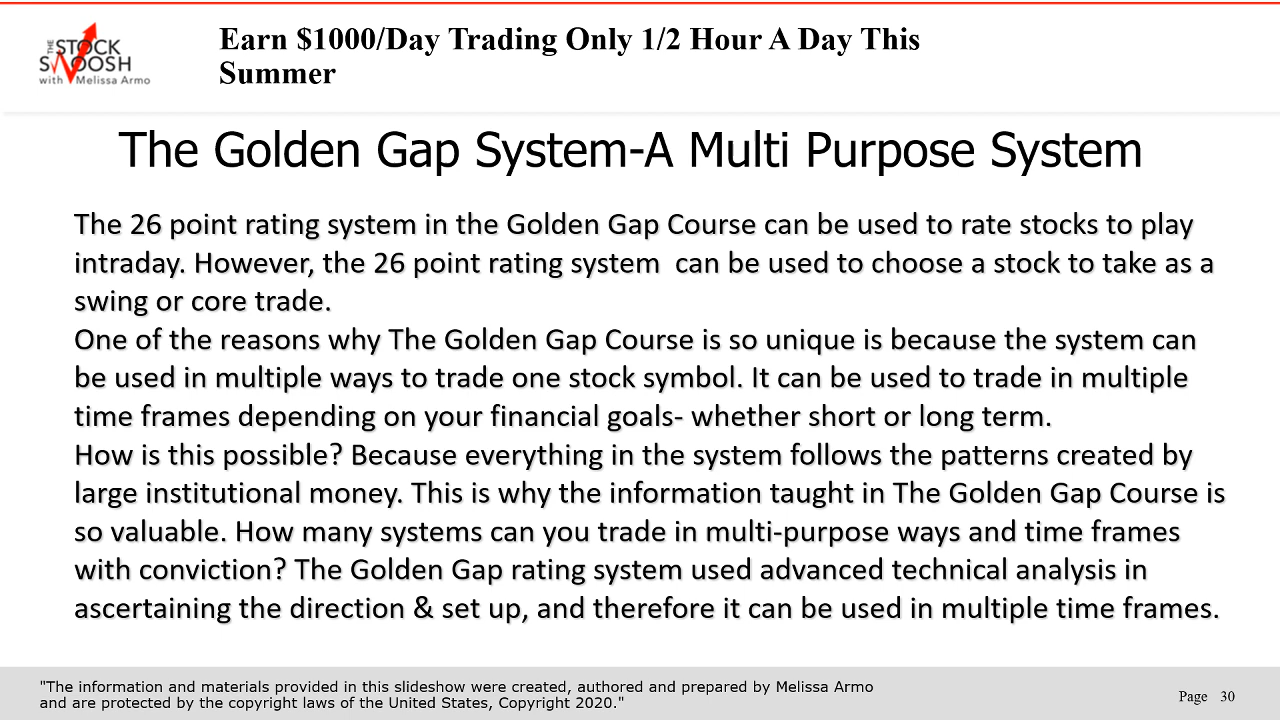 THE
STOCK
SWOOSH
with Melissa Armo
Earn $1000/Day Trading Only 1/2 Hour A Day This
Summer
The Golden Gap System-A Multi Purpose System
The 26 point rating system in the Golden Gap Course can be used to rate stocks to play
intraday. However, the 26 point rating system  can be used to choose a stock to take as a
swing or core trade.
One of the reasons why The Golden Gap Course is so unique is because the system can
be used in multiple ways to trade one stock symbol. It can be used to trade in multiple
time frames depending on your financial goals- whether short or long term.
How is this possible? Because everything in the system follows the patterns created by
large institutional money. This is why the information taught in The Golden Gap Course is
so valuable. How many systems can you trade in multi-purpose ways and time frames
with conviction? The Golden Gap rating system used advanced technical analysis in
ascertaining the direction & set up, and therefore it can be used in multiple time frames.
"The information and materials provided in this slideshow were created, authored and prepared by Melissa Armo
and are protected by the copyright laws of the United States, Copyright 2020."
Page 30